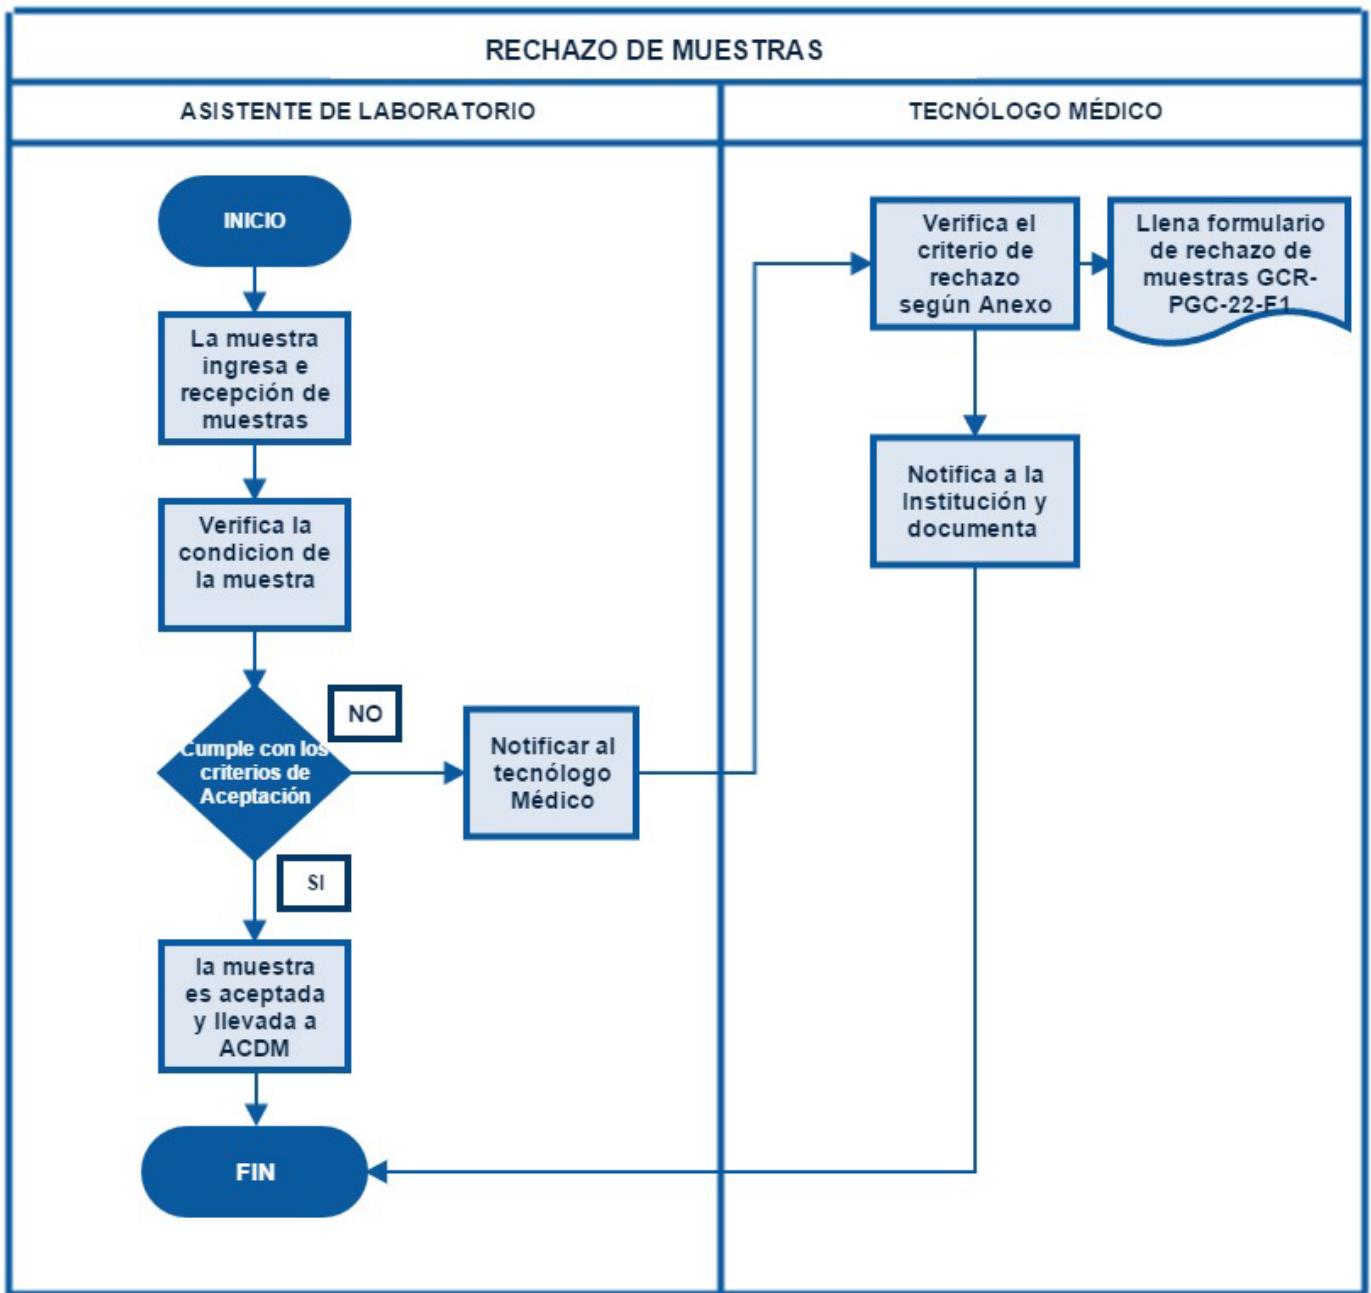 RECHAZO DE MUESTRAS
ASISTENTE DE LABORATORIO
TECNÓLOGO MÉDICO
INICIO
La muestra
ingresa e
recepción de
muestras
Verifica la
condicion de
la muestra
Cumple con los
criterios de
Aceptación
NO
Notificar al
tecnólogo
Médico
SI
la muestra
es aceptada
y llevada a
ACDM
FIN
Verifica el
criterio de
rechazo
según Anexo
Llena formulario
de rechazo de
muestras GCR-
PGC-22-F1
Notifica a la
Institución y
documenta